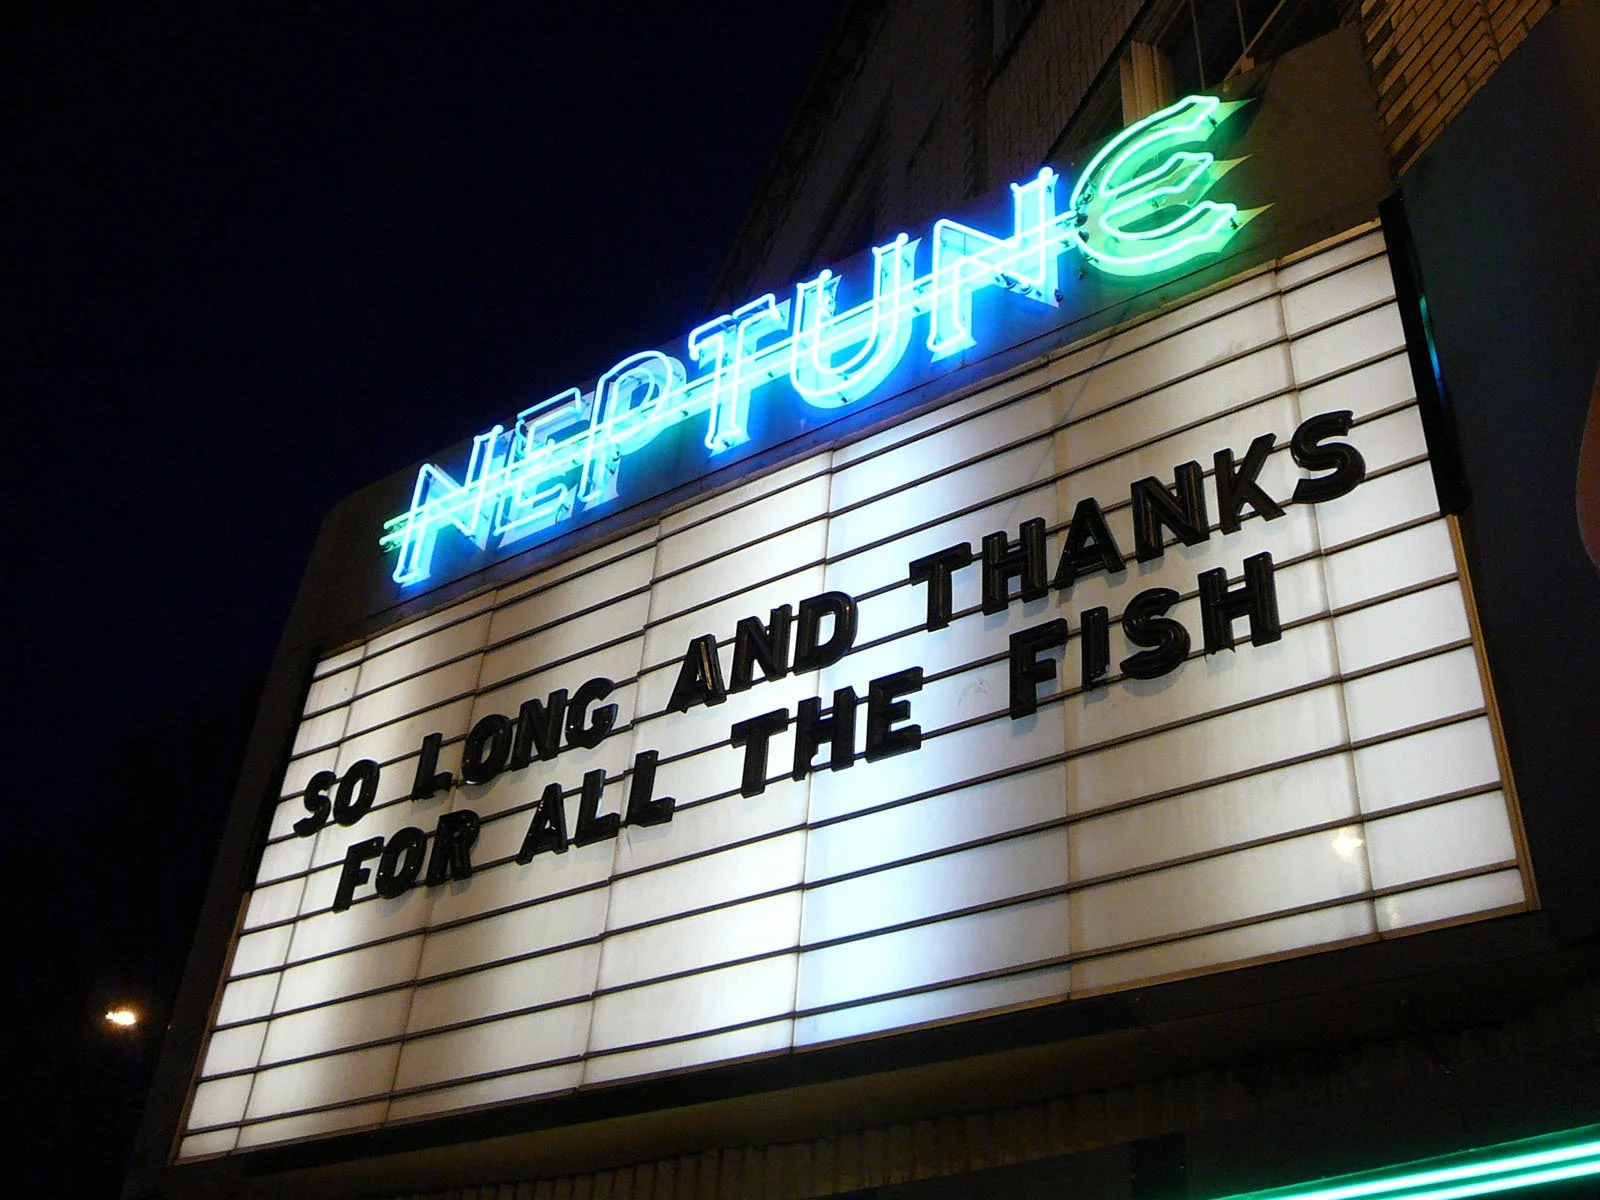 NEPTUNE
SO LONG AND THANKS
FOR ALL THE FISH